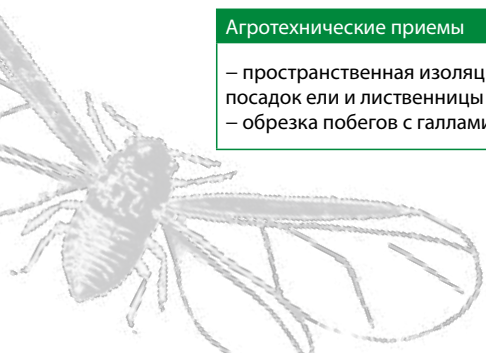 Агротехнические приемы
– пространственная изоляц
посадок ели и лиственницы
– обрезка побегов с галлами